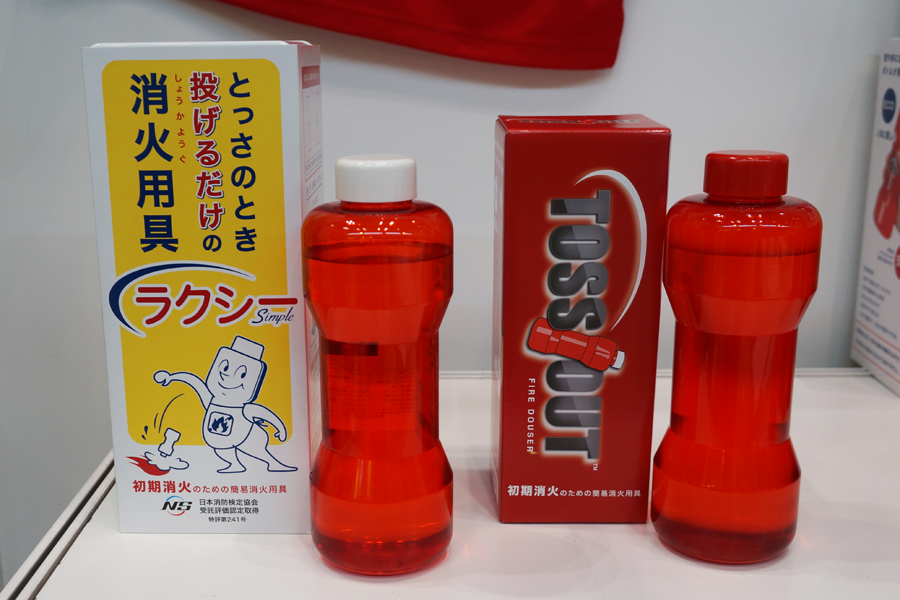 とっさのとき
投げるだけの
しょうかようぐ
消火用具
ラクシー
Simple
初期消火のための簡易消火用具
NS
日本消防検定協会
受託評価認定取得
特評第241号
TOSS OUT
FIRE DOUSER
TM
初期消火のための簡易消火用具